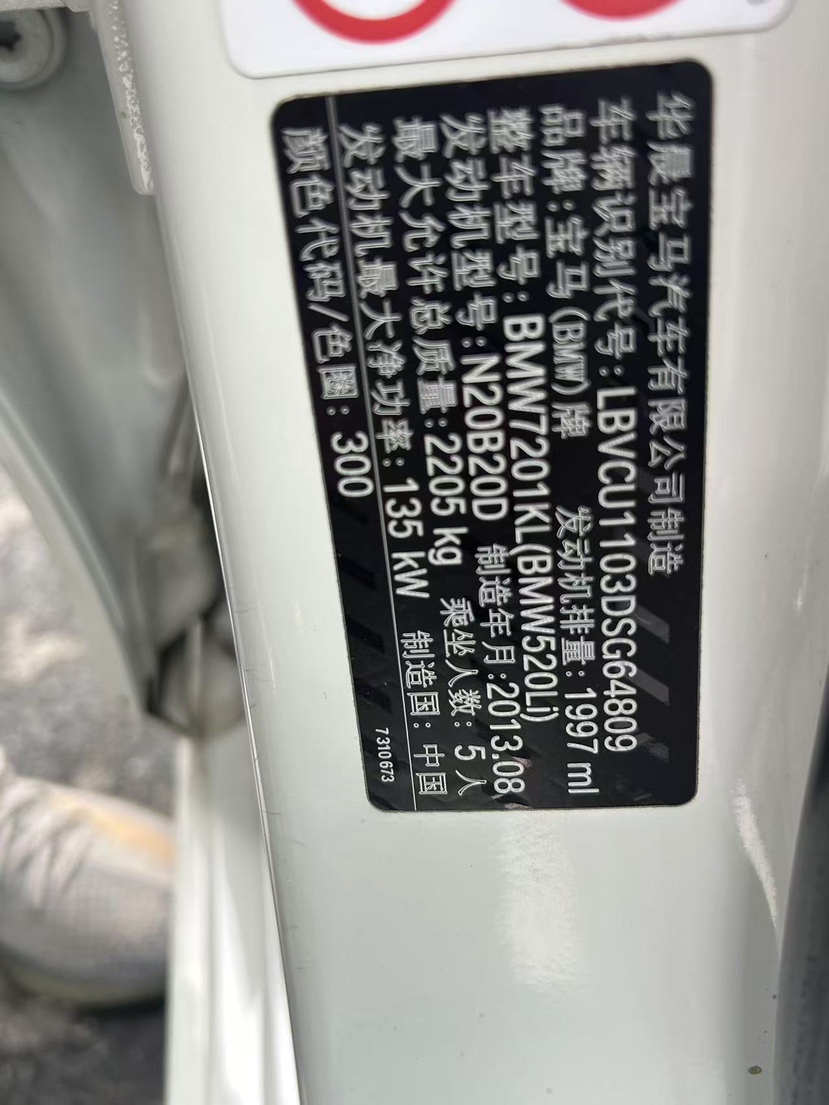 华晨宝马汽车有限公司制造
车辆识别代号:LBVCU1103DSG64809
品牌:宝马(BMW)牌 发动机排量:1997 ml
整车型号:BMW7201KL(BMW520Li)
发动机型号:N20B20D 制造年月:2013.08
最大允许总质量:2205 kg 乘坐人数:5人
发动机最大净功率:135 kW 制造国:中国
颜色代码/色圈:300
7310673